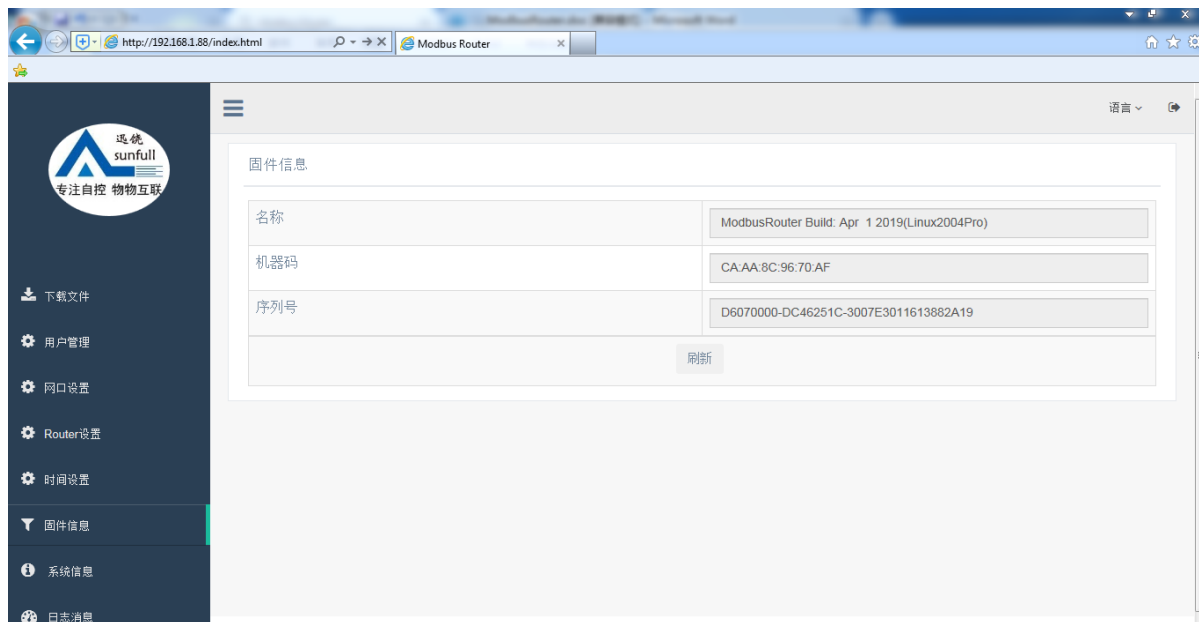 http://192.168.1.88/index.html
Modbus Router
语言
迅饶
sunfull
专注自控 物物互联
固件信息
名称
ModbusRouter Build: Apr 1 2019(Linux2004Pro)
机器码
CA:AA:8C:96:70:AF
序列号
D6070000-DC46251C-3007E3011613882A19
刷新
下载文件
用户管理
网口设置
Router设置
时间设置
固件信息
系统信息
日志消息